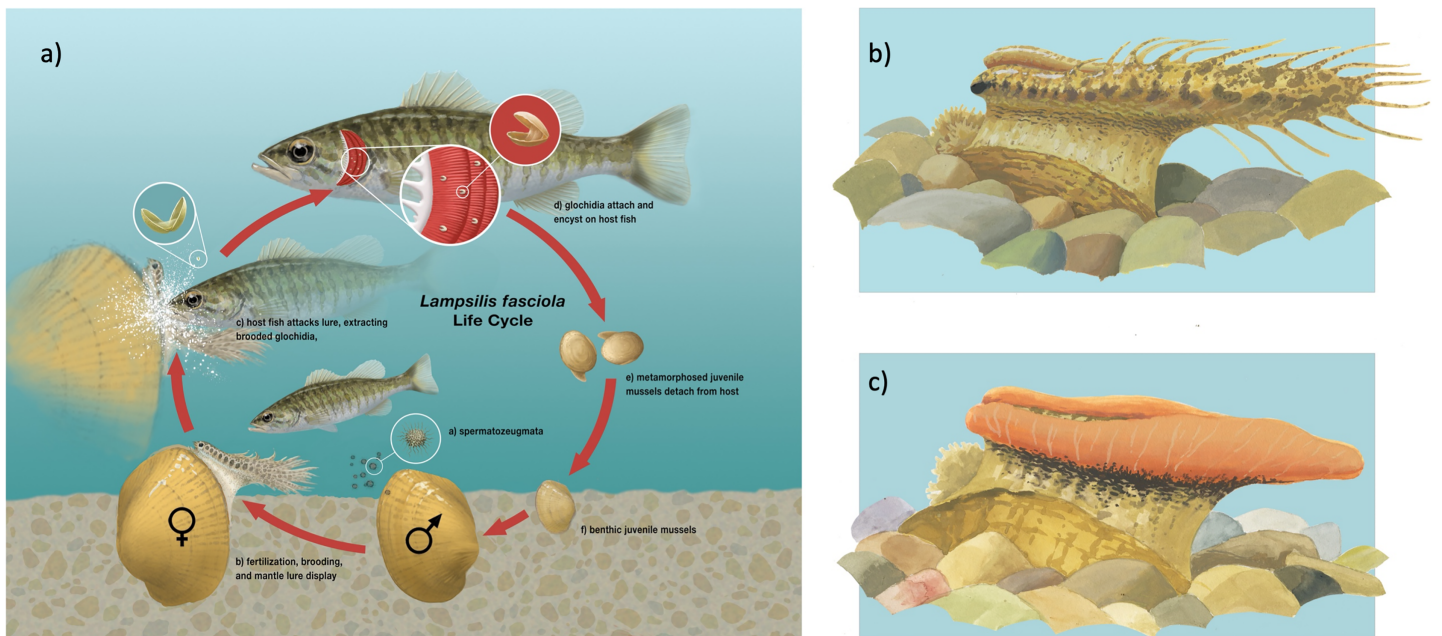 a)
d) glochidia attach and
encyst on host fish
Lampsilis fasciola
Life Cycle
c) host fish attacks lure, extracting
brooded glochidia,
e) metamorphosed juvenile
mussels detach from host
a) spermatozeugmata
f) benthic juvenile mussels
b) fertilization, brooding,
and mantle lure display
b)
c)